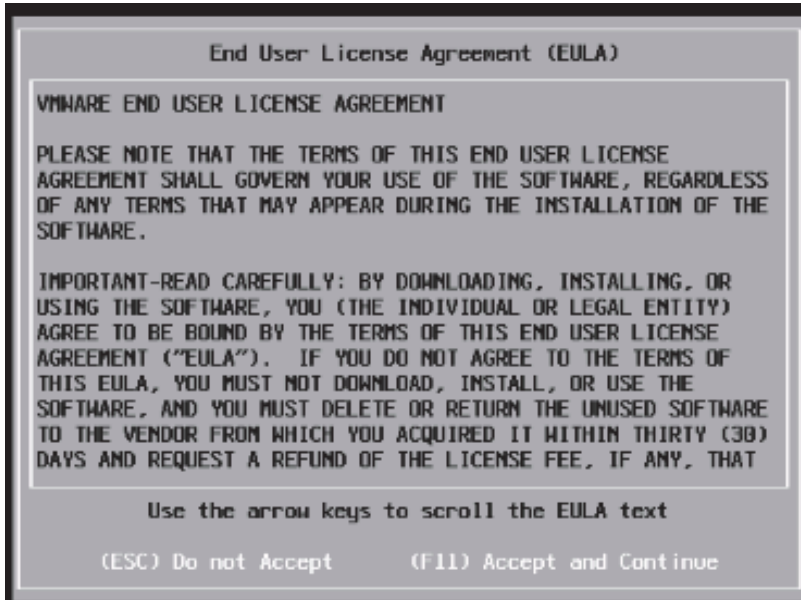 End User License Agreement (EULA)
VMWARE END USER LICENSE AGREEMENT
PLEASE NOTE THAT THE TERMS OF THIS END USER LICENSE
AGREEMENT SHALL GOVERN YOUR USE OF THE SOFTWARE, REGARDLESS
OF ANY TERMS THAT MAY APPEAR DURING THE INSTALLATION OF THE
SOFTWARE.
IMPORTANT-READ CAREFULLY: BY DOWNLOADING, INSTALLING, OR
USING THE SOFTWARE, YOU (THE INDIVIDUAL OR LEGAL ENTITY)
AGREE TO BE BOUND BY THE TERMS OF THIS END USER LICENSE
AGREEMENT ("EULA"). IF YOU DO NOT AGREE TO THE TERMS OF
THIS EULA, YOU MUST NOT DOWNLOAD, INSTALL, OR USE THE
SOFTWARE, AND YOU MUST DELETE OR RETURN THE UNUSED SOFTWARE
TO THE VENDOR FROM WHICH YOU ACQUIRED IT WITHIN THIRTY (30)
DAYS AND REQUEST A REFUND OF THE LICENSE FEE, IF ANY, THAT
Use the arrow keys to scroll the EULA text
(ESC) Do not Accept (F11) Accept and Continue